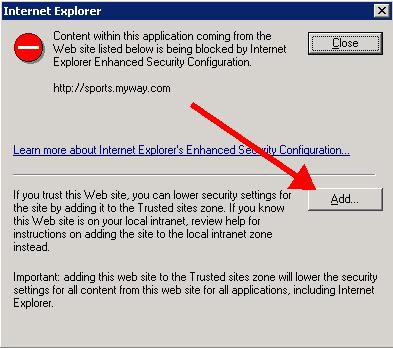 Internet Explorer
Content within this application coming from the
Web site listed below is being blocked by Internet
Explorer Enhanced Security Configuration.
Close
http://sports.myway.com
Learn more about Internet Explorer's Enhanced Security Configuration...
If you trust this Web site, you can lower security settings for
the site by adding it to the Trusted sites zone. If you know
this Web site is on your local intranet, review help for
instructions on adding the site to the local intranet zone
instead.
Add...
Important: adding this web site to the Trusted sites zone will lower the security
settings for all content from this web site for all applications, including Internet
Explorer.